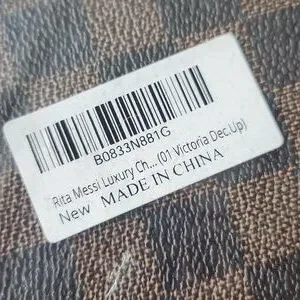 B0833N881G
Rita Messi Luxury Ch....(01 Victoria Dec.Up)
New MADE IN CHINA